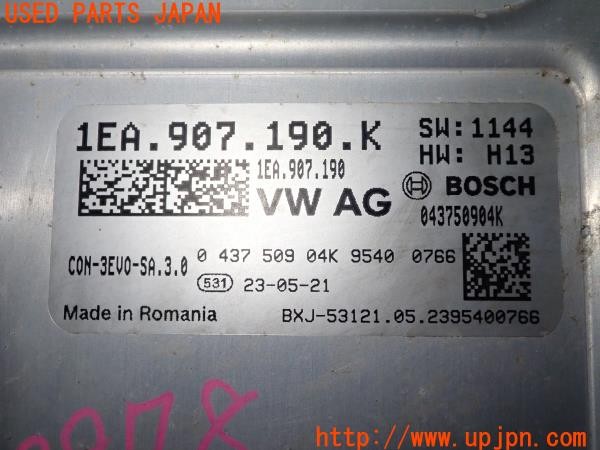 USED PARTS JAPAN
1EA.907.190.K
SW:1144
HW: H13
1EA.907.190
VW AG
BOSCH
043750904K
CON-3EVO-SA.3.0
0 437 509 04K 9540 0766
531 23-05-21
Made in Romania
BXJ-53121.05.2395400766
UPJ
http://www.upjpn.com/